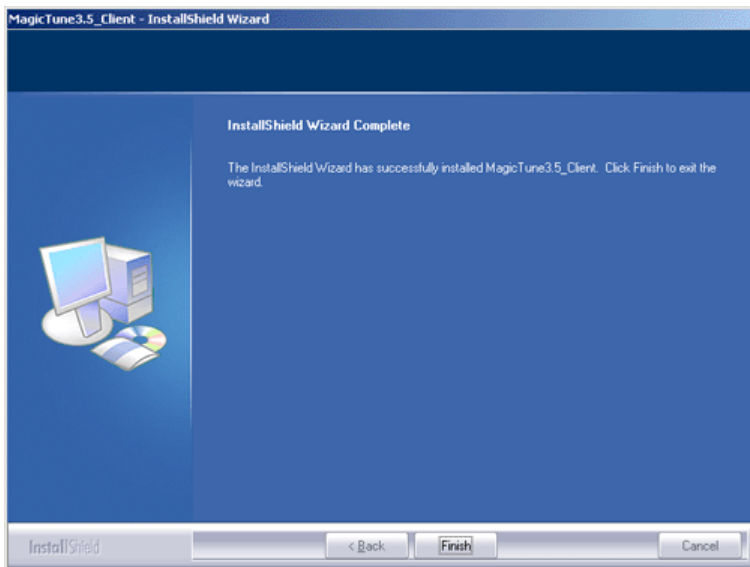 MagicTune3.5_Client - InstallShield Wizard
InstallShield Wizard Complete
The InstallShield Wizard has successfully installed MagicTune3.5_Client. Click Finish to exit the
wizard.
InstallShield
< Back
Finish
Cancel